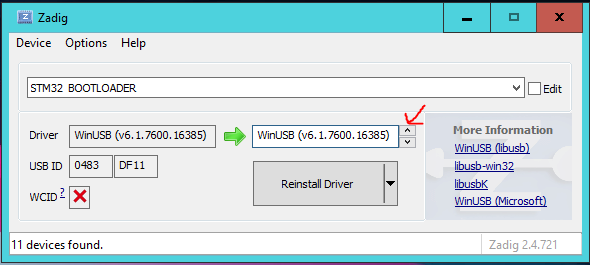 Zadig
Device Options Help
STM32 BOOTLOADER
Edit
Driver WinUSB (v6.1.7600.16385) WinUSB (v6.1.7600.16385)
USB ID 0483 DF11
WCID ?
Reinstall Driver
More Information
WinUSB (libusb)
libusb-win32
libusbK
WinUSB (Microsoft)
11 devices found.
Zadig 2.4.721